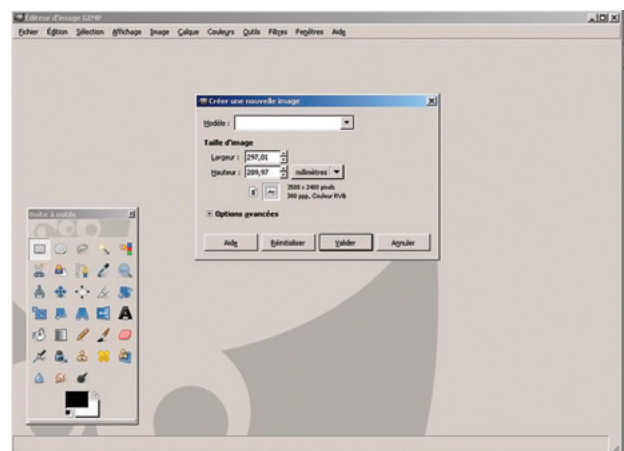 Éditeur d'image GIMP
Fichier Édition Sélection Affichage Image Calque Couleurs Outils Filtres Fenêtres Aide
Créer une nouvelle image
Modèle :
Taille d'image
Largeur : 297,01
Hauteur : 209,97 millimètres
3508 x 2480 pixels
300 ppp, Couleur RVB
Options avancées
Aide Réinitialiser Valider Annuler
Boîte à outils